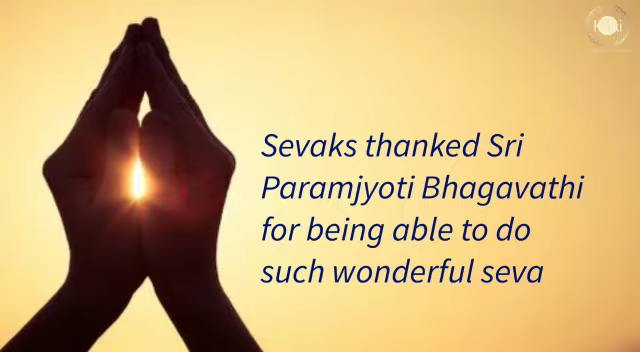 Sevaks thanked Sri
Paramjyoti Bhagavathi
for being able to do
such wonderful seva